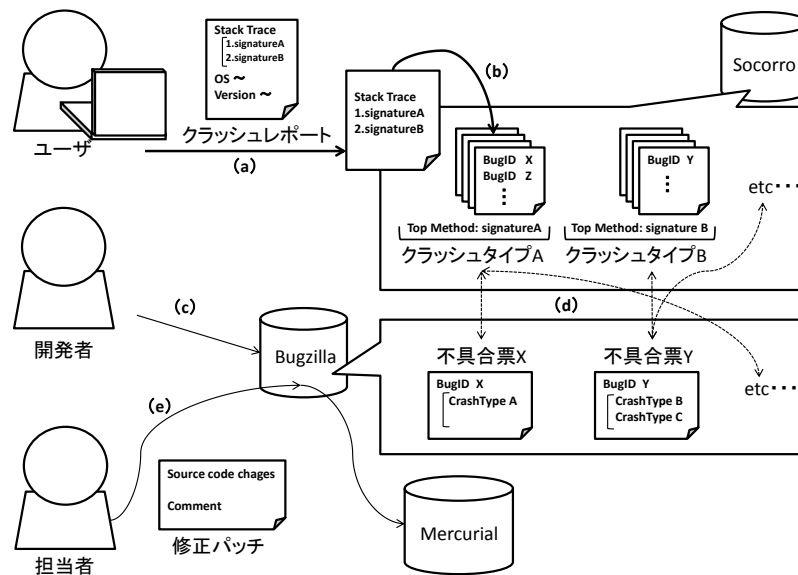 Stack Trace
1.signatureA
2.signatureB
OS ~
Version ~
クラッシュレポート
(a)
ユーザ
Stack Trace
1.signatureA
2.signatureB
(b)
Socorro
BugID X
BugID Z
⋮
Top Method: signatureA
クラッシュタイプA
BugID Y
⋮
Top Method: signature B
クラッシュタイプB
etc・・・
(c)
開発者
Bugzilla
(d)
不具合票X
BugID X
CrashType A
不具合票Y
BugID Y
CrashType B
CrashType C
etc・・・
(e)
担当者
Source code chages
Comment
修正パッチ
Mercurial